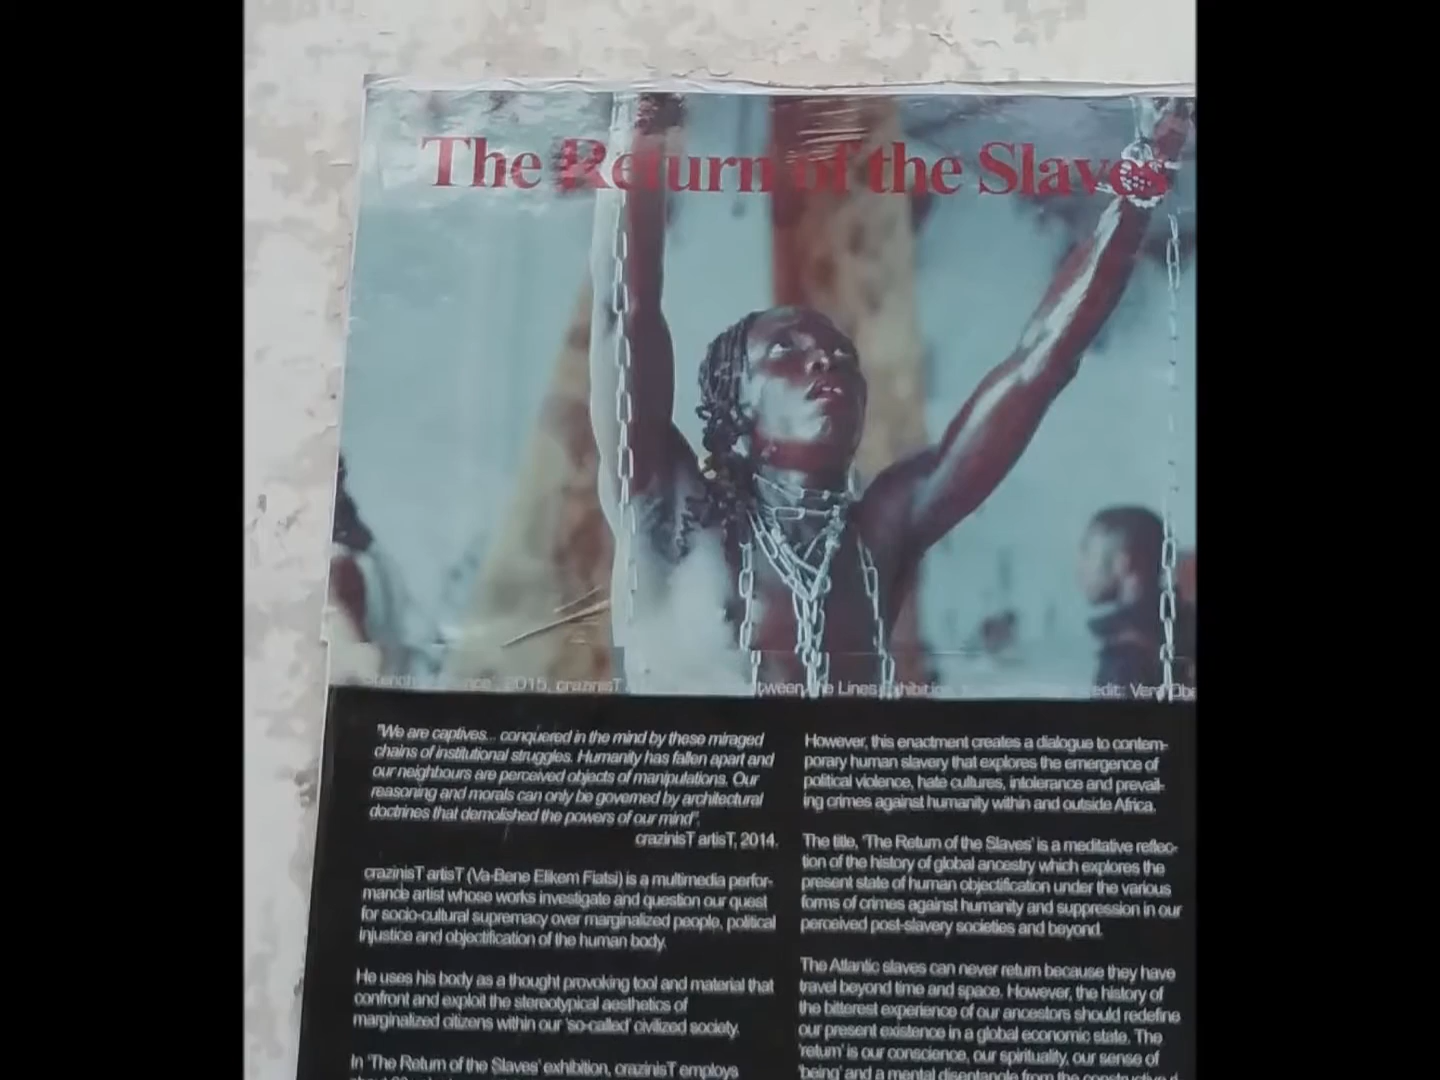 The Return of the Slaves
2015, crazinisT
tween the Lines
edit:
"We are captives... conquered in the mind by these miraged
chains of institutional struggles. Humanity has fallen apart and
our neighbours are perceived objects of manipulations. Our
reasoning and morals can only be governed by architectural
doctrines that demolished the powers of our mind",
crazinisT artisT, 2014.
crazinisT artisT (Va-Bene Elikem Fiatsi) is a multimedia perfor-
mance artist whose works investigate and question our quest
for socio-cultural supremacy over marginalized people, political
injustice and objectification of the human body.
He uses his body as a thought provoking tool and material that
confront and exploit the stereotypical aesthetics of
marginalized citizens within our 'so-called' civilized society.
In 'The Return of the Slaves' exhibition, crazinisT employs
However, this enactment creates a dialogue to contem-
porary human slavery that explores the emergence of
political violence, hate cultures, intolerance and prevail-
ing crimes against humanity within and outside Africa.
The title, 'The Return of the Slaves' is a meditative reflec-
tion of the history of global ancestry which explores the
present state of human objectification under the various
forms of crimes against humanity and suppression in our
perceived post-slavery societies and beyond.
The Atlantic slaves can never return because they have
travel beyond time and space. However, the history of
the bitterest experience of our ancestors should redefine
our present existence in a global economic state. The
'return' is our conscience, our spirituality, our sense of
'being' and a mental disentangle from the